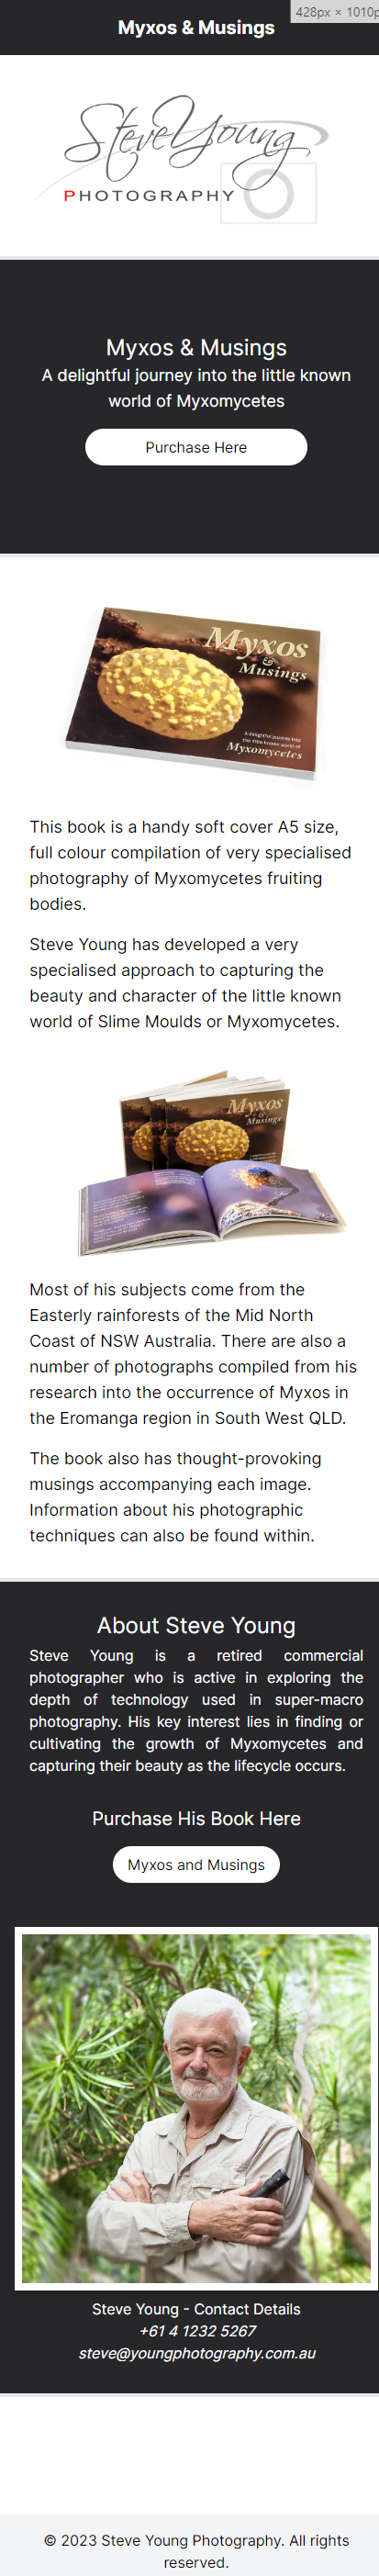 Myxos & Musings
428px × 1010p
SteveYoung
PHOTOGRAPHY
Myxos & Musings
A delightful journey into the little known
world of Myxomycetes
Purchase Here
Myxos
&
Musings
A delightful journey into
the little known world of
Myxomycetes
This book is a handy soft cover A5 size,
full colour compilation of very specialised
photography of Myxomycetes fruiting
bodies.
Steve Young has developed a very
specialised approach to capturing the
beauty and character of the little known
world of Slime Moulds or Myxomycetes.
Myxos
&
Musings
Most of his subjects come from the
Easterly rainforests of the Mid North
Coast of NSW Australia. There are also a
number of photographs compiled from his
research into the occurrence of Myxos in
the Eromanga region in South West QLD.
The book also has thought-provoking
musings accompanying each image.
Information about his photographic
techniques can also be found within.
About Steve Young
Steve Young is a retired commercial
photographer who is active in exploring the
depth of technology used in super-macro
photography. His key interest lies in finding or
cultivating the growth of Myxomycetes and
capturing their beauty as the lifecycle occurs.
Purchase His Book Here
Myxos and Musings
Steve Young - Contact Details
+61 4 1232 5267
steve@youngphotography.com.au
© 2023 Steve Young Photography. All rights
reserved.